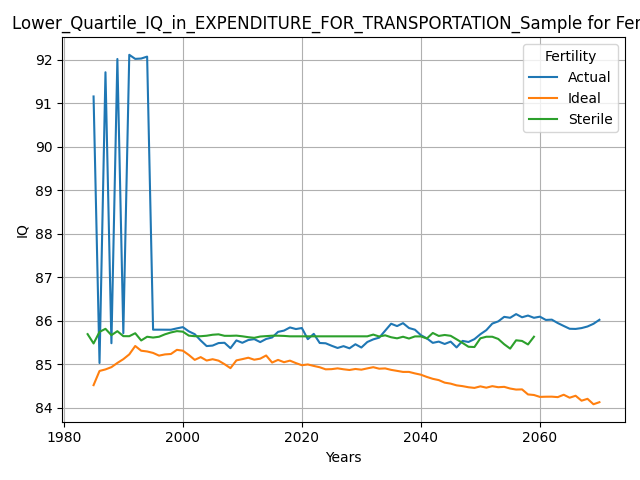 Lower_Quartile_IQ_in_EXPENDITURE_FOR_TRANSPORTATION_Sample for Fer
Fertility
Actual
Ideal
Sterile
92
91
90
89
88
87
86
85
84
IQ
1980
2000
2020
2040
2060
Years